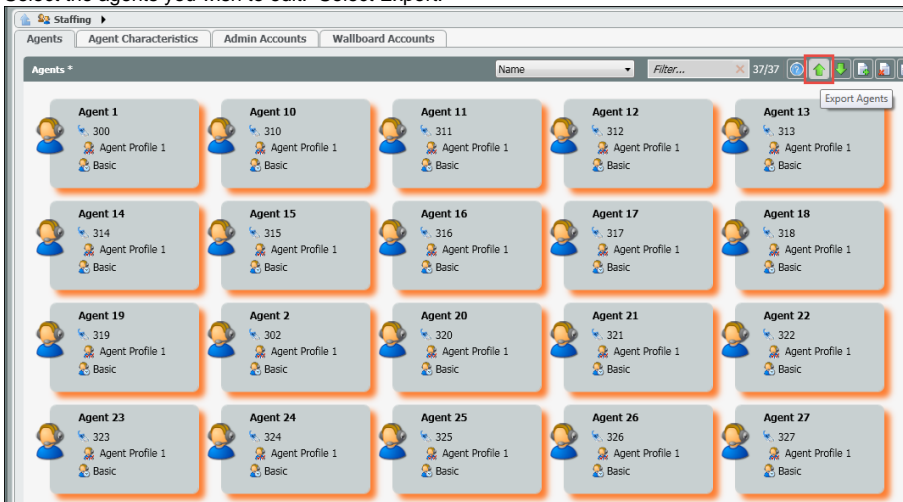 Select the agents you wish to edit. Select Export.
Staffing
Agents Agent Characteristics Admin Accounts Wallboard Accounts
Agents * Name Filter... 37/37
Export Agents
Agent 1 Agent 10 Agent 11 Agent 12 Agent 13
300 310 311 312 313
Agent Profile 1 Agent Profile 1 Agent Profile 1 Agent Profile 1 Agent Profile 1
Basic Basic Basic Basic Basic
Agent 14 Agent 15 Agent 16 Agent 17 Agent 18
314 315 316 317 318
Agent Profile 1 Agent Profile 1 Agent Profile 1 Agent Profile 1 Agent Profile 1
Basic Basic Basic Basic Basic
Agent 19 Agent 2 Agent 20 Agent 21 Agent 22
319 302 320 321 322
Agent Profile 1 Agent Profile 1 Agent Profile 1 Agent Profile 1 Agent Profile 1
Basic Basic Basic Basic Basic
Agent 23 Agent 24 Agent 25 Agent 26 Agent 27
323 324 325 326 327
Agent Profile 1 Agent Profile 1 Agent Profile 1 Agent Profile 1 Agent Profile 1
Basic Basic Basic Basic Basic